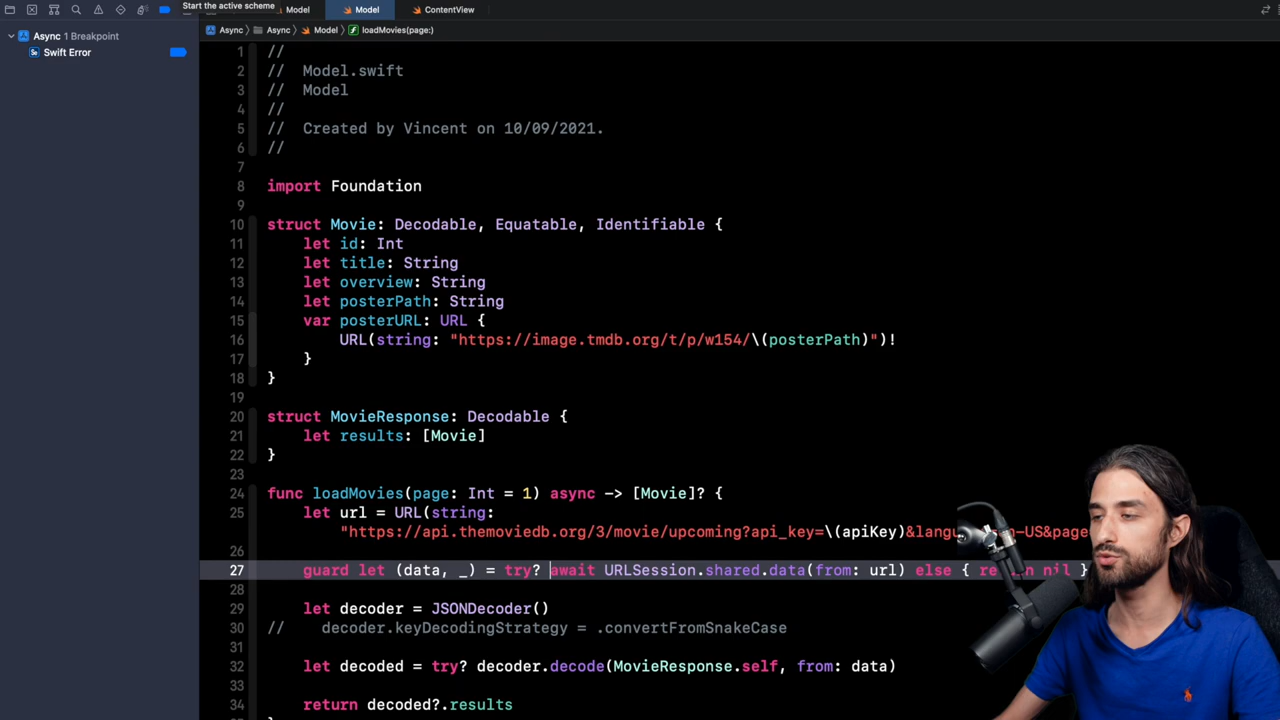 Start the active scheme
Model
Model
ContentView
Async 1 Breakpoint
Swift Error
Async
Async
Model
loadMovies(page:)
1 //
2 // Model.swift
3 // Model
4 //
5 // Created by Vincent on 10/09/2021.
6 //
7
8 import Foundation
9
10 struct Movie: Decodable, Equatable, Identifiable {
11 let id: Int
12 let title: String
13 let overview: String
14 let posterPath: String
15 var posterURL: URL {
16 URL(string: "https://image.tmdb.org/t/p/w154/\(posterPath)")!
17 }
18 }
19
20 struct MovieResponse: Decodable {
21 let results: [Movie]
22 }
23
24 func loadMovies(page: Int = 1) async -> [Movie]? {
25 let url = URL(string:
"https://api.themoviedb.org/3/movie/upcoming?api_key=\(apiKey)&lang n-US&page
26
27 guard let (data, _) = try? await URLSession.shared.data(from: url) else { nil }
28
29 let decoder = JSONDecoder()
30 // decoder.keyDecodingStrategy = .convertFromSnakeCase
31
32 let decoded = try? decoder.decode(MovieResponse.self, from: data)
33
34 return decoded?.results